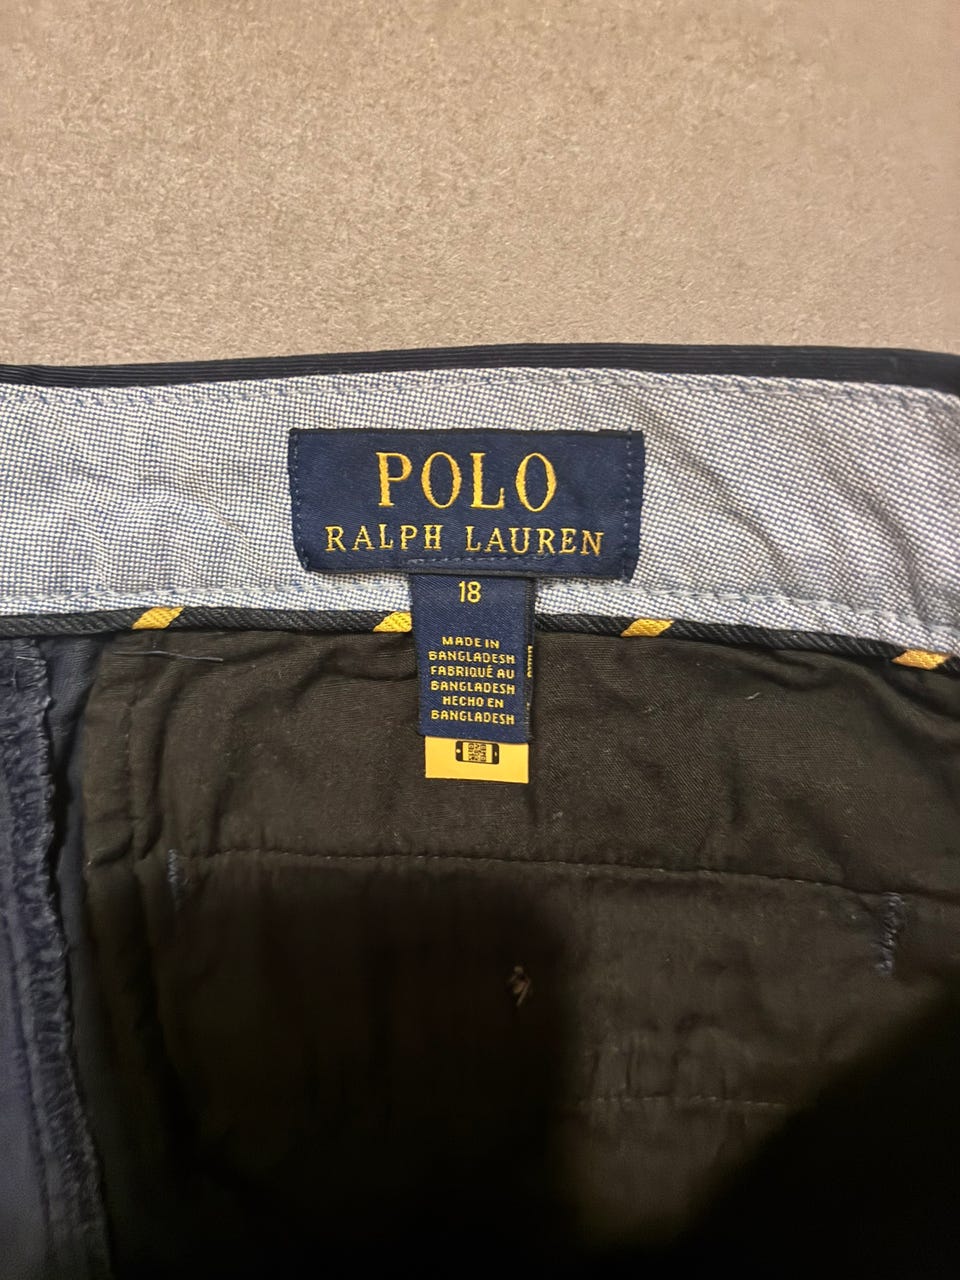 POLO
RALPH LAUREN
18
MADE IN
BANGLADESH
FABRIQUÉ AU
BANGLADESH
HECHO EN
BANGLADESH